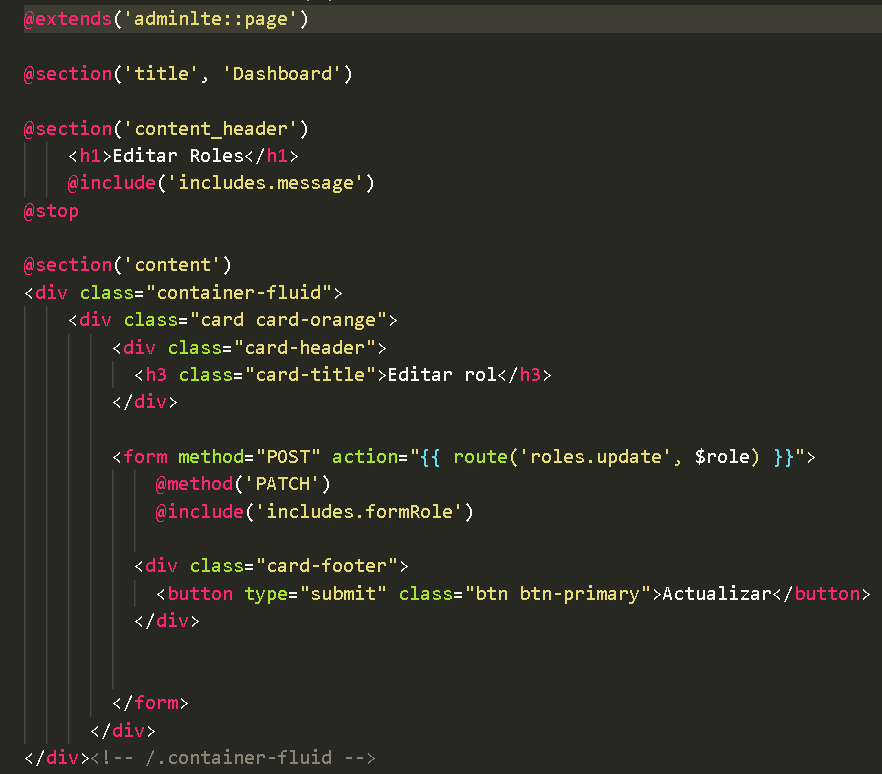 @extends('adminlte::page')
@section('title', 'Dashboard')
@section('content_header')
<h1>Editar Roles</h1>
@include('includes.message')
@stop
@section('content')
<div class="container-fluid">
<div class="card card-orange">
<div class="card-header">
<h3 class="card-title">Editar rol</h3>
</div>
<form method="POST" action="{{ route('roles.update', $role) }}">
@method('PATCH')
@include('includes.formRole')
<div class="card-footer">
<button type="submit" class="btn btn-primary">Actualizar</button>
</div>
</form>
</div>
</div><!-- /.container-fluid -->